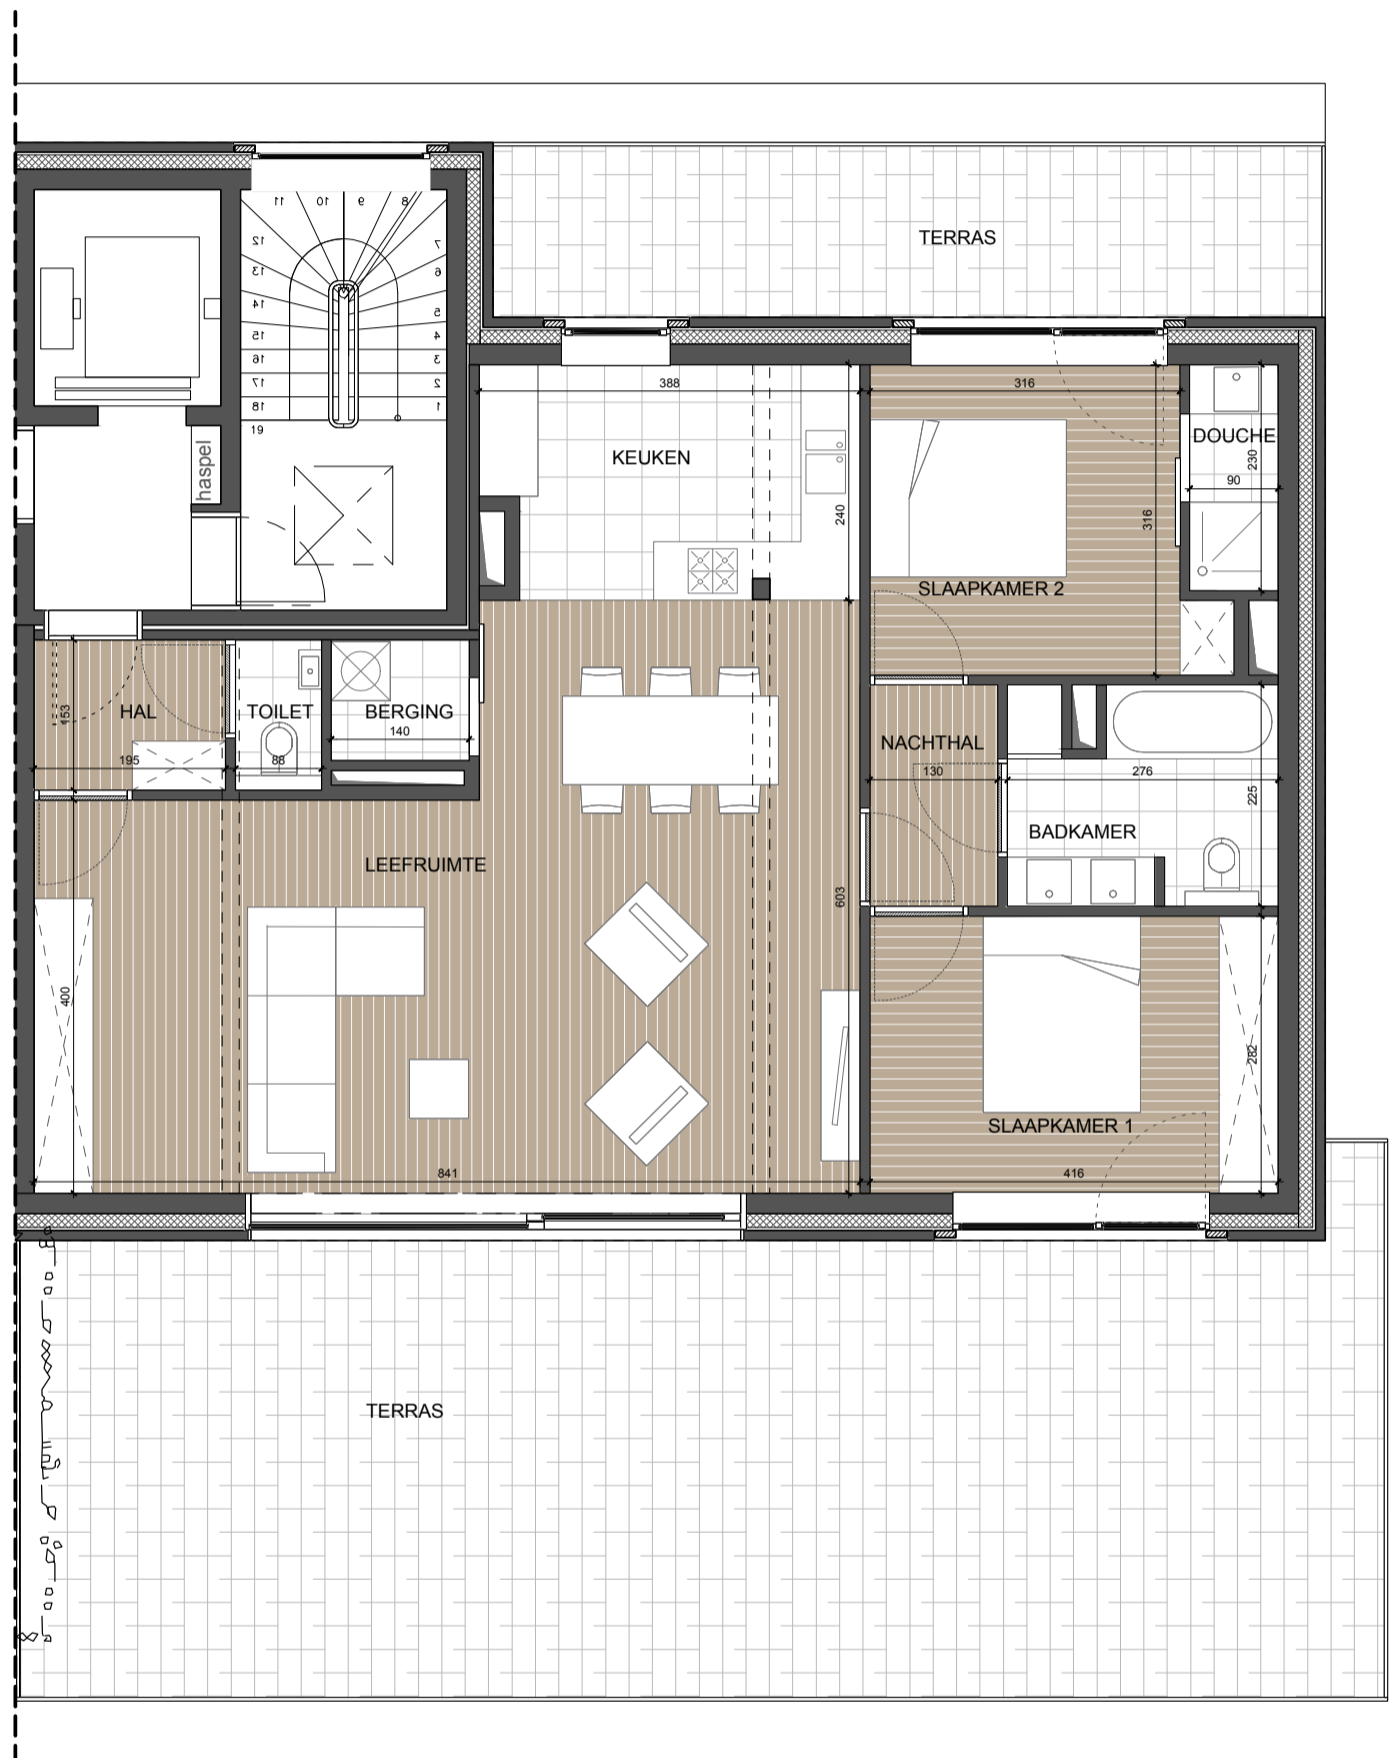 TERRAS
11
10
9
8
12
7
13
6
14
5
15
4
16
3
17
2
18
1
19
haspel
388
316
KEUKEN
DOUCHE
230
90
240
316
SLAAPKAMER 2
HAL
TOILET
BERGING
153
140
195
88
NACHTHAL
130
276
225
BADKAMER
LEEFRUIMTE
603
400
282
SLAAPKAMER 1
841
416
TERRAS